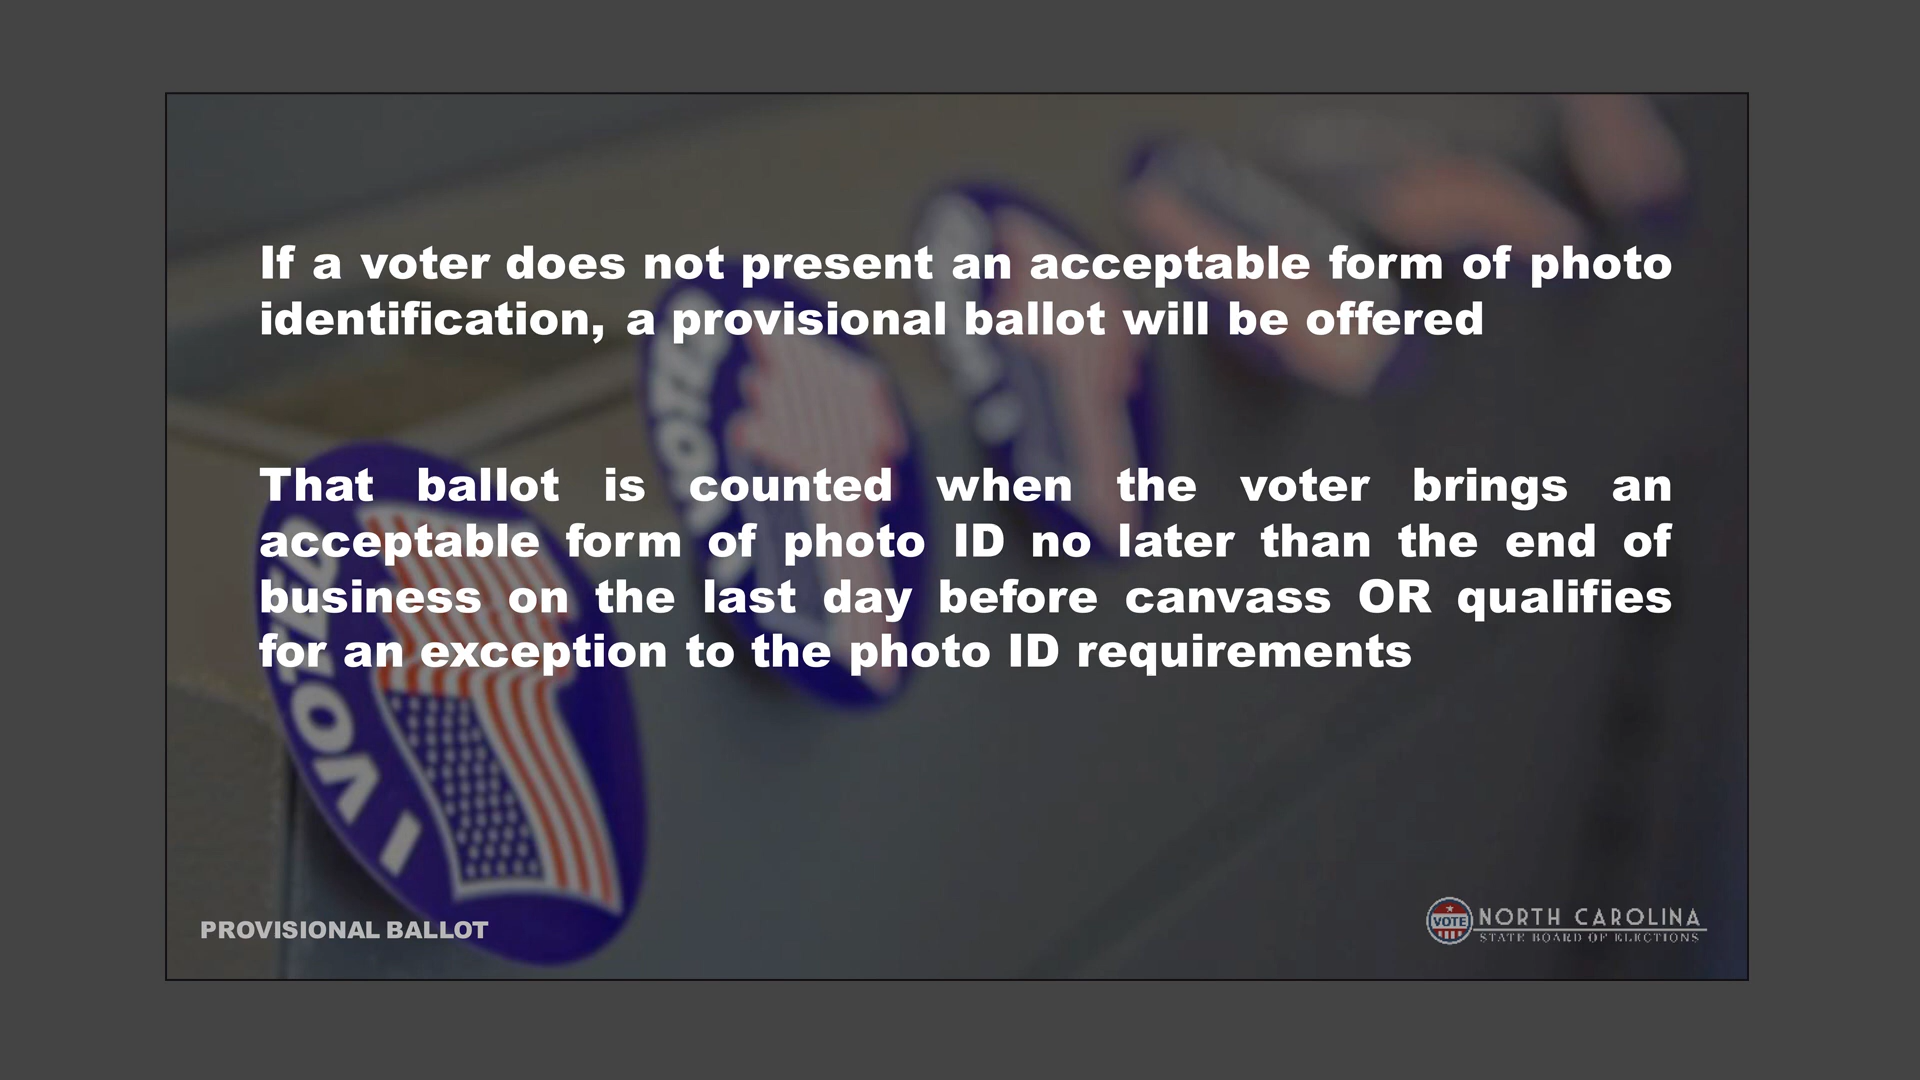 If a voter does not present an acceptable form of photo
identification, a provisional ballot will be offered
That ballot is counted when the voter brings an
acceptable form of photo ID no later than the end of
business on the last day before canvass OR qualifies
for an exception to the photo ID requirements
I VOTED
VOTED
PROVISIONAL BALLOT
VOTE
NORTH CAROLINA
STATE BOARD OF ELECTIONS